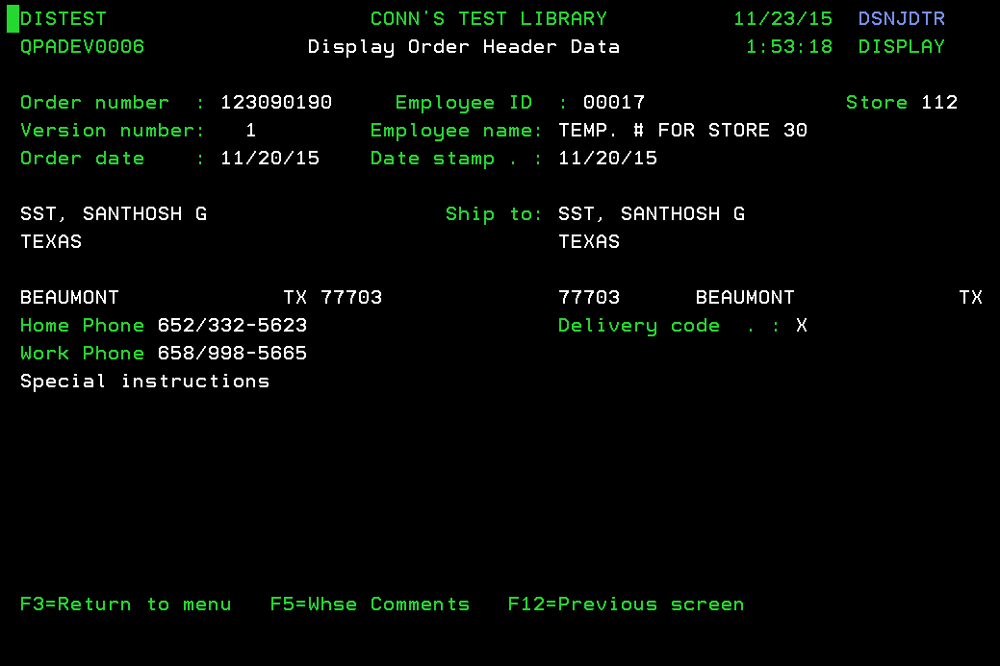 DISTEST CONN'S TEST LIBRARY 11/23/15 DSNJDTR
QPADEV0006 Display Order Header Data 1:53:18 DISPLAY
Order number : 123090190 Employee ID : 00017 Store 112
Version number: 1 Employee name: TEMP. # FOR STORE 30
Order date : 11/20/15 Date stamp . : 11/20/15
SST, SANTHOSH G Ship to: SST, SANTHOSH G
TEXAS TEXAS
BEAUMONT TX 77703 77703 BEAUMONT TX
Home Phone 652/332-5623 Delivery code . : X
Work Phone 658/998-5665
Special instructions
F3=Return to menu F5=Whse Comments F12=Previous screen